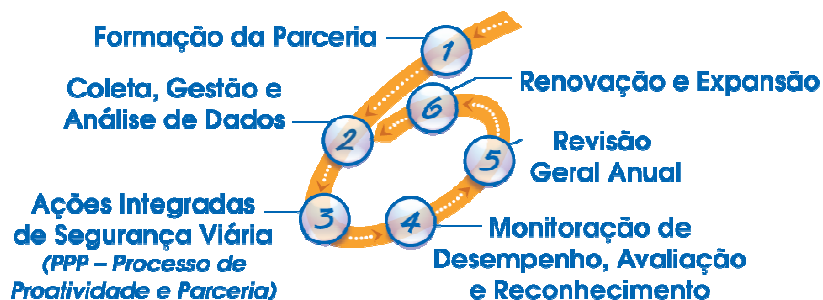 Formação da Parceria
1
Coleta, Gestão e
Análise de Dados
2
Ações Integradas
de Segurança Viária
(PPP – Processo de
Proatividade e Parceria)
3
4
Monitoração de
Desempenho, Avaliação
e Reconhecimento
5
Revisão
Geral Anual
6
Renovação e Expansão